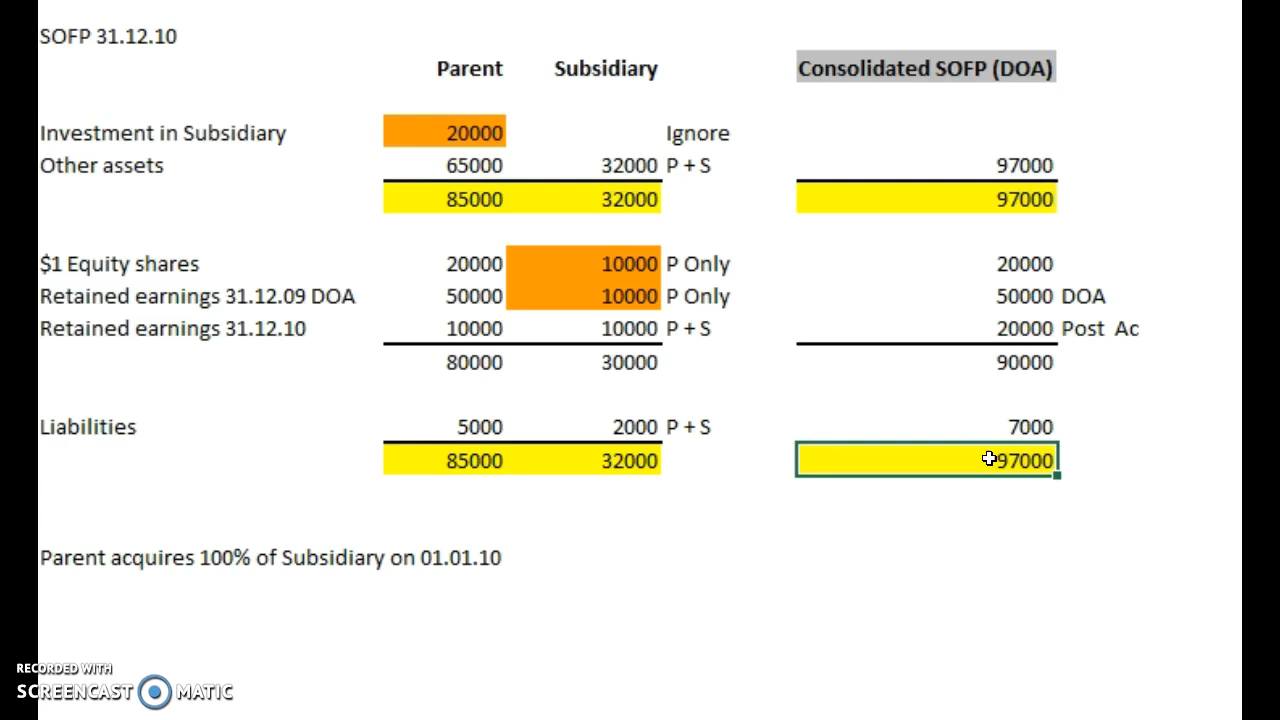 SOFP 31.12.10
Parent Subsidiary Consolidated SOFP (DOA)
Investment in Subsidiary 20000 Ignore
Other assets 65000 32000 P + S 97000
85000 32000 97000
$1 Equity shares 20000 10000 P Only 20000
Retained earnings 31.12.09 DOA 50000 10000 P Only 50000 DOA
Retained earnings 31.12.10 10000 10000 P + S 20000 Post Ac
80000 30000 90000
Liabilities 5000 2000 P + S 7000
85000 32000 97000
Parent acquires 100% of Subsidiary on 01.01.10
RECORDED WITH
SCREENCAST MATIC